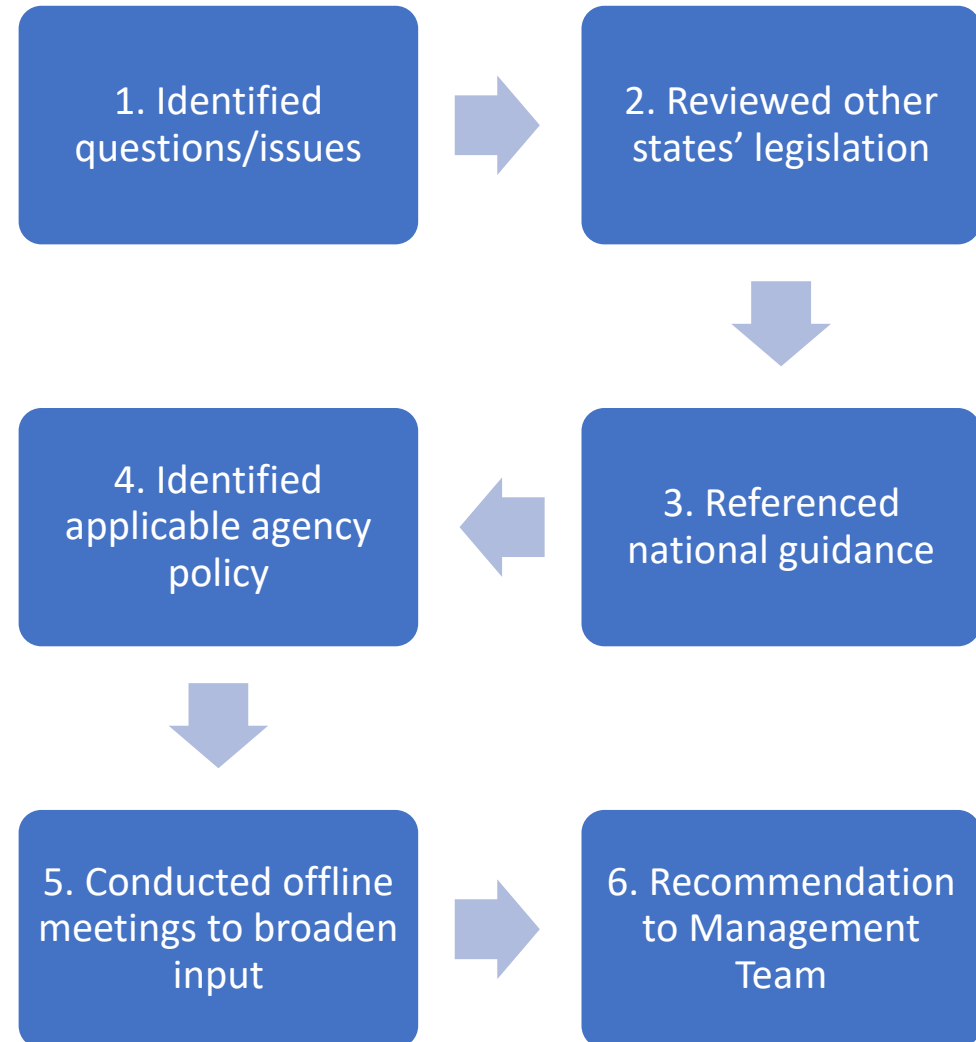 1. Identified
questions/issues
2. Reviewed other
states’ legislation
3. Referenced
national guidance
4. Identified
applicable agency
policy
5. Conducted offline
meetings to broaden
input
6. Recommendation
to Management
Team